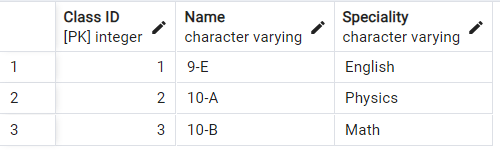 Class ID Name Speciality
[PK] integer character varying character varying
1 1 9-E English
2 2 10-A Physics
3 3 10-B Math